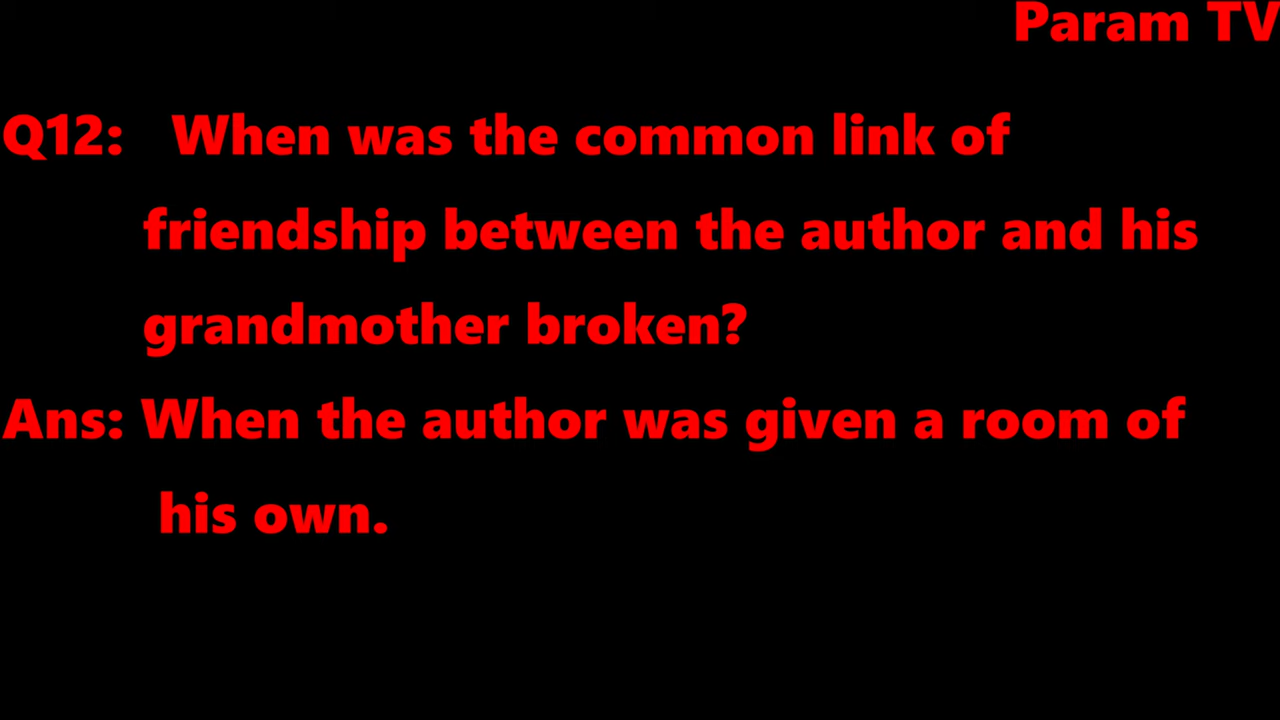 Param TV
Q12: When was the common link of
friendship between the author and his
grandmother broken?
Ans: When the author was given a room of
his own.